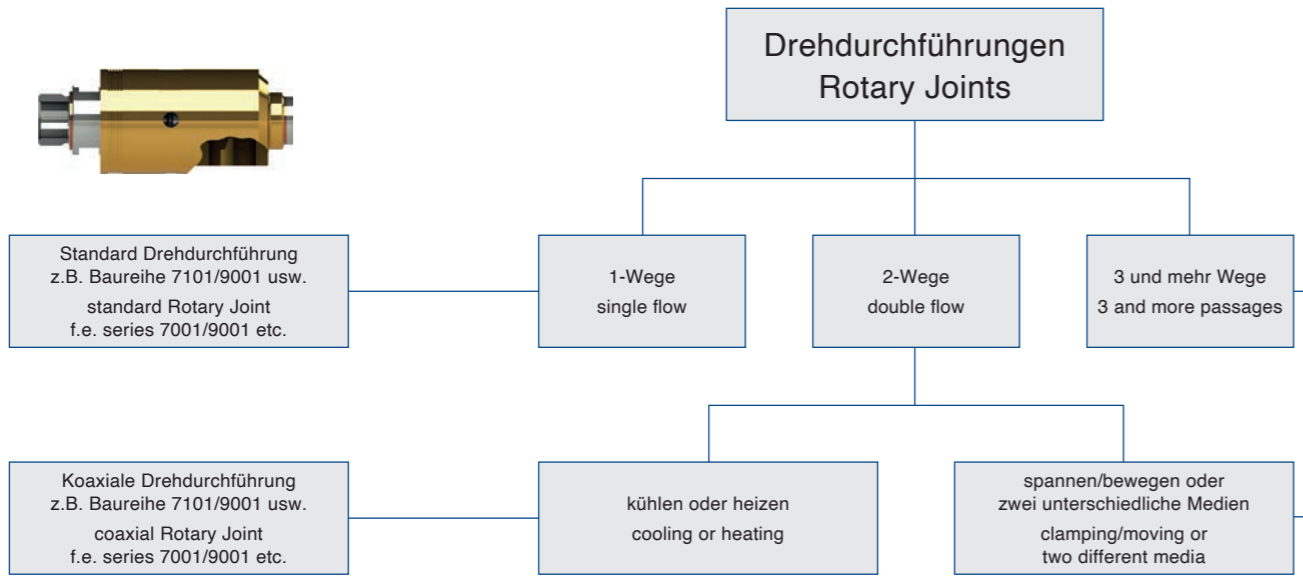 Drehdurchführungen
Rotary Joints
Standard Drehdurchführung
z.B. Baureihe 7101/9001 usw.
standard Rotary Joint
f.e. series 7001/9001 etc.
1-Wege
single flow
2-Wege
double flow
3 und mehr Wege
3 and more passages
Koaxiale Drehdurchführung
z.B. Baureihe 7101/9001 usw.
coaxial Rotary Joint
f.e. series 7001/9001 etc.
kühlen oder heizen
cooling or heating
spannen/bewegen oder
zwei unterschiedliche Medien
clamping/moving or
two different media